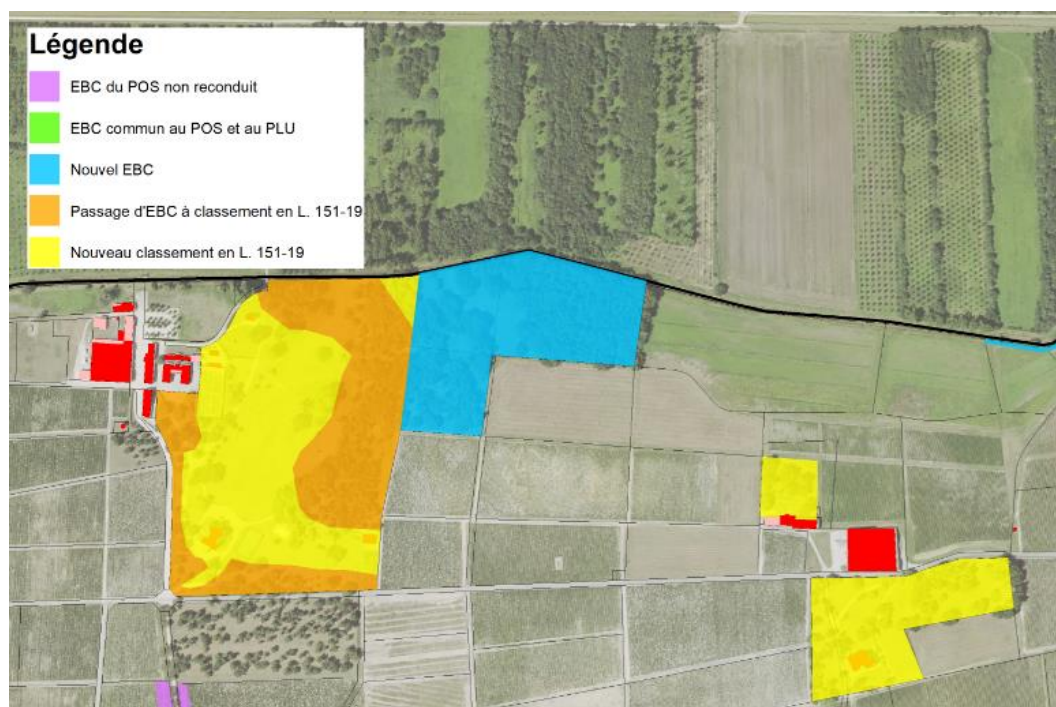 Légende
EBC du POS non reconduit
EBC commun au POS et au PLU
Nouvel EBC
Passage d'EBC à classement en L. 151-19
Nouveau classement en L. 151-19